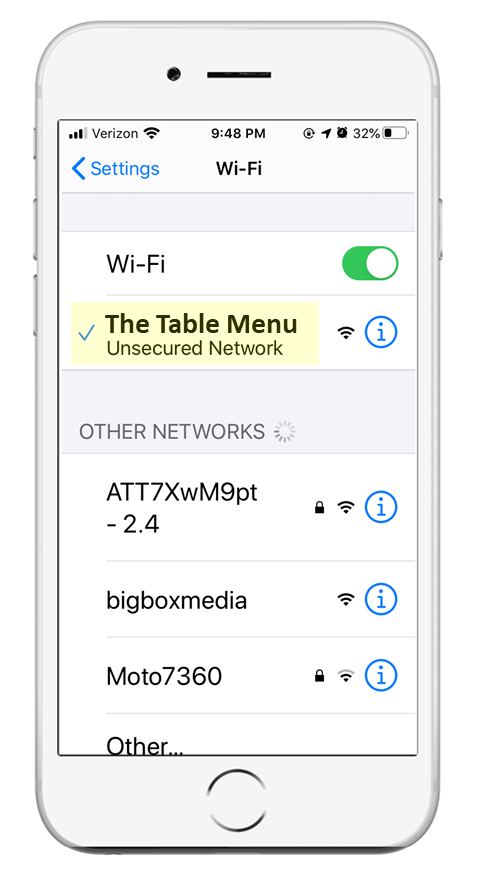 Verizon 9:48 PM 32%
Settings Wi-Fi
Wi-Fi
The Table Menu
Unsecured Network
OTHER NETWORKS
ATT7XwM9pt
- 2.4
bigboxmedia
Moto7360
Other...